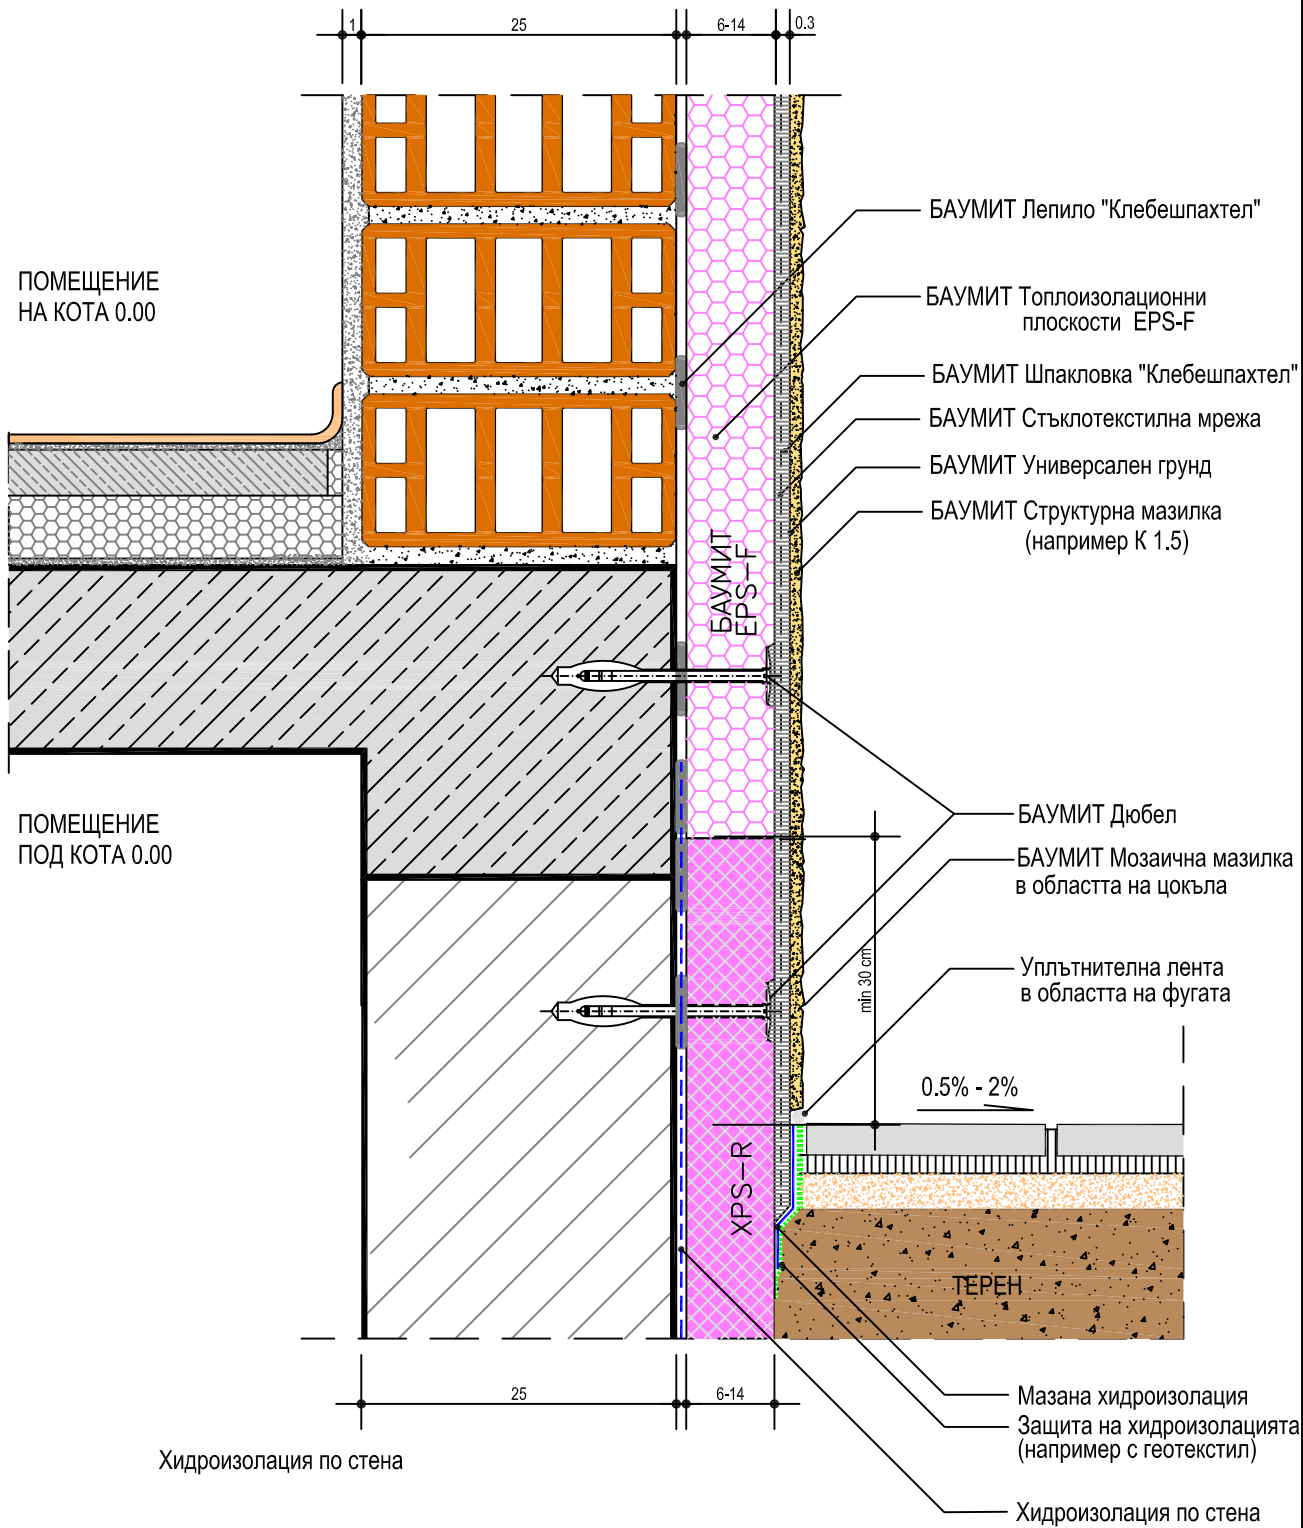 1 25 6-14 0.3
БАУМИТ Лепило "Клебешпахтел"
ПОМЕЩЕНИЕ
НА КОТА 0.00
БАУМИТ Топлоизолационни
плоскости EPS-F
БАУМИТ Шпакловка "Клебешпахтел"
БАУМИТ Стъклотекстилна мрежа
БАУМИТ Универсален грунд
БАУМИТ Структурна мазилка
(например К 1.5)
БАУМИТ
EPS-F
ПОМЕЩЕНИЕ
ПОД КОТА 0.00
БАУМИТ Дюбел
БАУМИТ Мозаична мазилка
в областта на цокъла
min 30 cm
Уплътнителна лента
в областта на фугата
0.5% - 2%
XPS-R
ТЕРЕН
25 6-14
Мазана хидроизолация
Защита на хидроизолацията
(например с геотекстил)
Хидроизолация по стена
Хидроизолация по стена